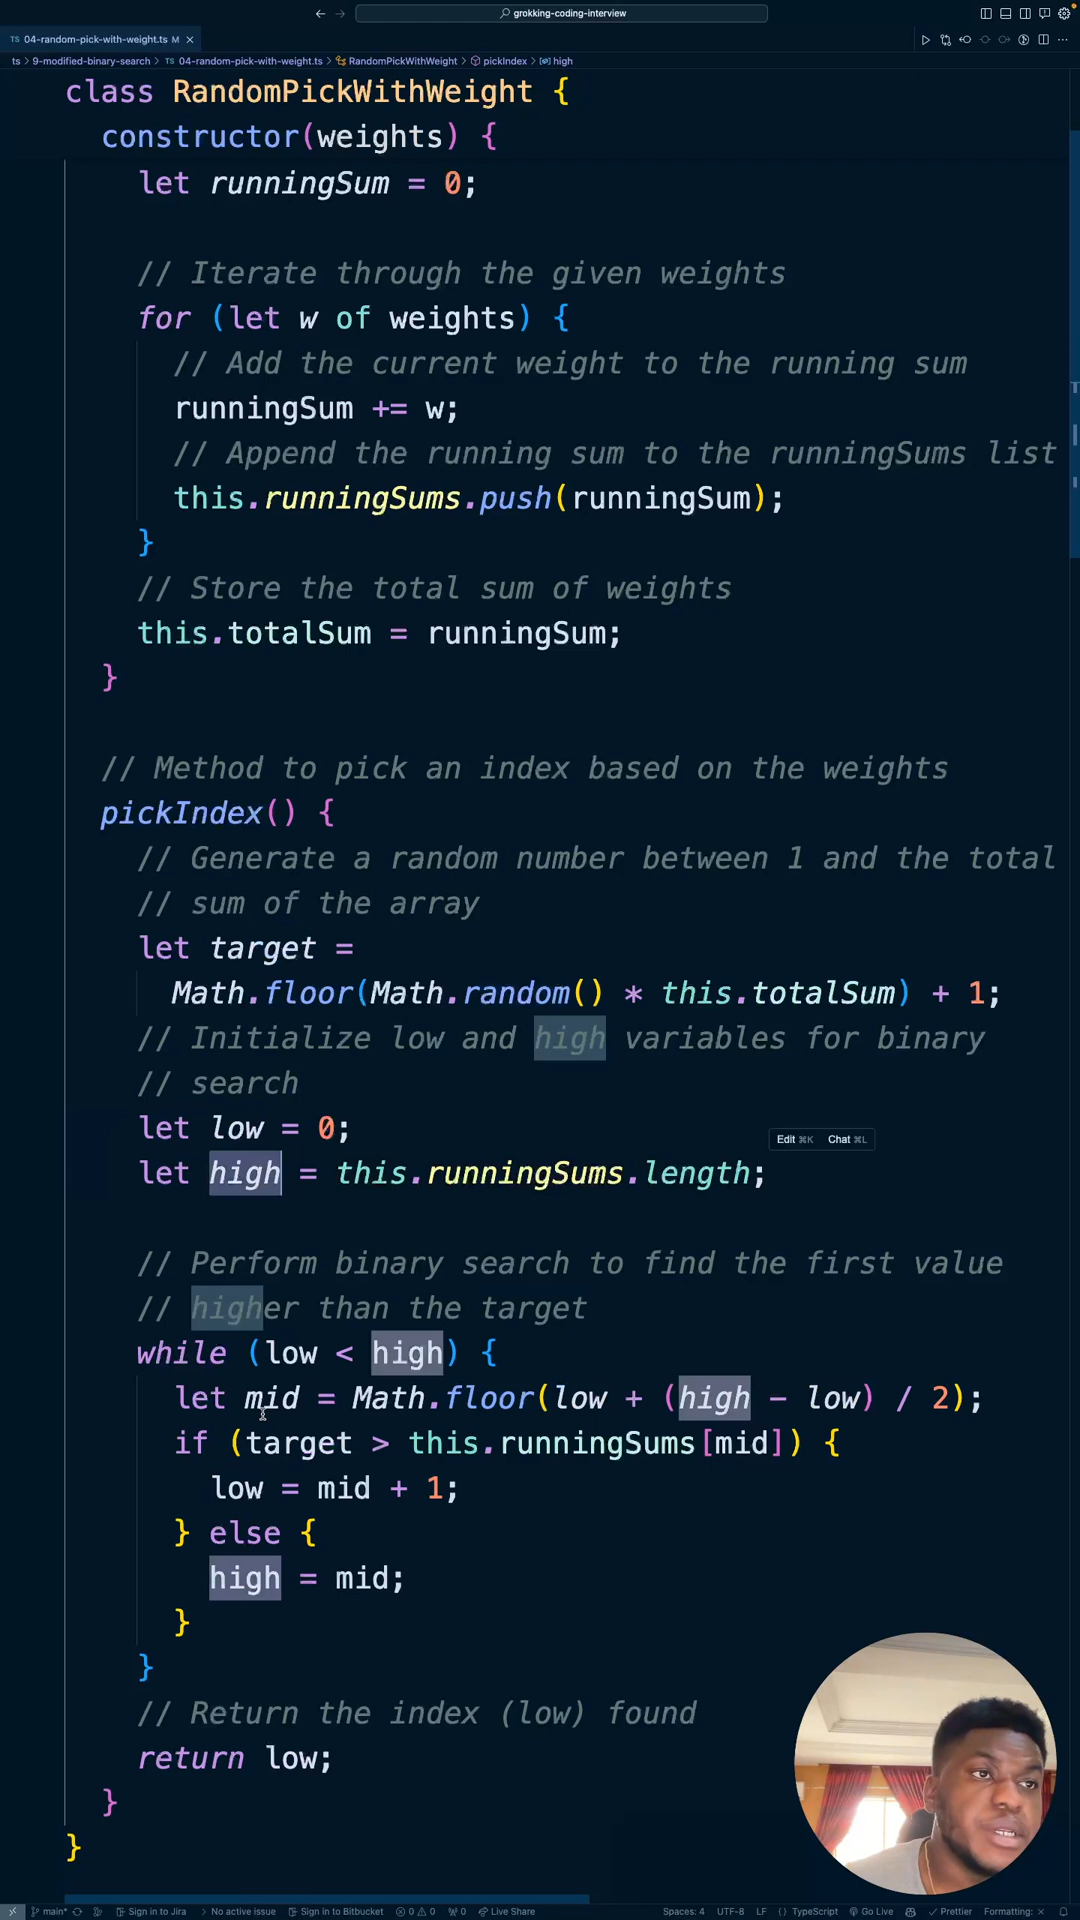 grokking-coding-interview
04-random-pick-with-weight.ts M
ts > 9-modified-binary-search > 04-random-pick-with-weight.ts > RandomPickWithWeight > pickIndex > high
class RandomPickWithWeight {
constructor(weights) {
let runningSum = 0;
// Iterate through the given weights
for (let w of weights) {
// Add the current weight to the running sum
runningSum += w;
// Append the running sum to the runningSums list
this.runningSums.push(runningSum);
}
// Store the total sum of weights
this.totalSum = runningSum;
}
// Method to pick an index based on the weights
pickIndex() {
// Generate a random number between 1 and the total
// sum of the array
let target =
Math.floor(Math.random() * this.totalSum) + 1;
// Initialize low and high variables for binary
// search
let low = 0;
Edit ⌘K Chat ⌘L
let high = this.runningSums.length;
// Perform binary search to find the first value
// higher than the target
while (low < high) {
let mid = Math.floor(low + (high - low) / 2);
if (target > this.runningSums[mid]) {
low = mid + 1;
} else {
high = mid;
}
}
// Return the index (low) found
return low;
}
}
main* Sign in to Jira No active issue Sign in to Bitbucket 0 0 0 Live Share Spaces: 4 UTF-8 LF TypeScript Go Live Prettier Formatting: ×